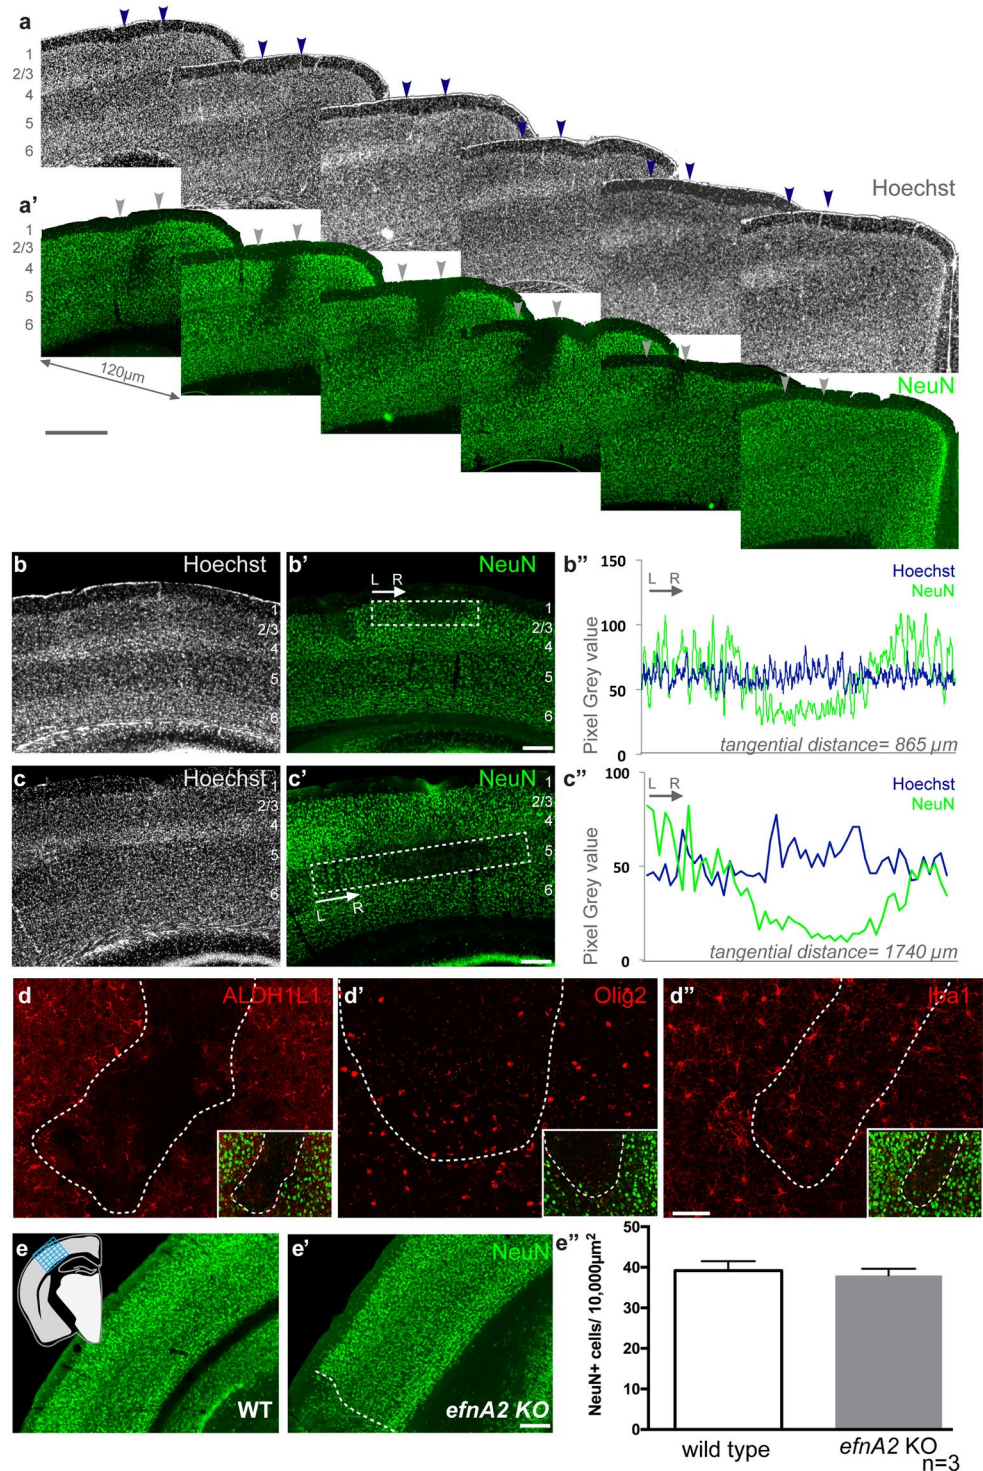 a
1
2/3
4
5
6
Hoechst
a'
1
2/3
4
5
6
120µm
NeuN
b
Hoechst
1
2/3
4
5
6
b'
NeuN
L R
1
2/3
4
5
6
b"
Hoechst
NeuN
L R
Pixel Grey value
150
100
50
0
tangential distance= 865 µm
c
Hoechst
1
2/3
4
5
6
c'
NeuN
1
2/3
4
5
6
L R
c"
Hoechst
NeuN
L R
Pixel Grey value
100
50
0
tangential distance= 1740 µm
d
ALDH1L1
d'
Olig2
d"
Iba1
e
WT
e'
NeuN
efnA2 KO
e"
NeuN+ cells/ 10,000µm²
50
40
30
20
10
0
wild type
efnA2 KO
n=3